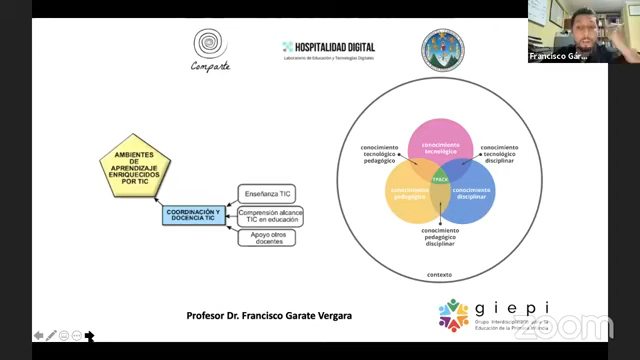 Comparte
HOSPITALIDAD DIGITAL
Laboratorio de Educación y Tecnologías Digitales
Francisco Gar...
AMBIENTES
DE
APRENDIZAJE
ENRIQUECIDOS
POR TIC
COORDINACIÓN Y
DOCENCIA TIC
Enseñanza TIC
Comprensión alcance
TIC en educación
Apoyo otros
docentes
conocimiento
tecnológico
pedagógico
conocimiento
tecnológico
conocimiento
tecnológico
disciplinar
TPACK
conocimiento
pedagógico
conocimiento
disciplinar
conocimiento
pedagógico
disciplinar
contexto
Profesor Dr. Francisco Garate Vergara
giepi
Grupo Interdisciplinario para la
Educación de la Primera Infancia
zoom